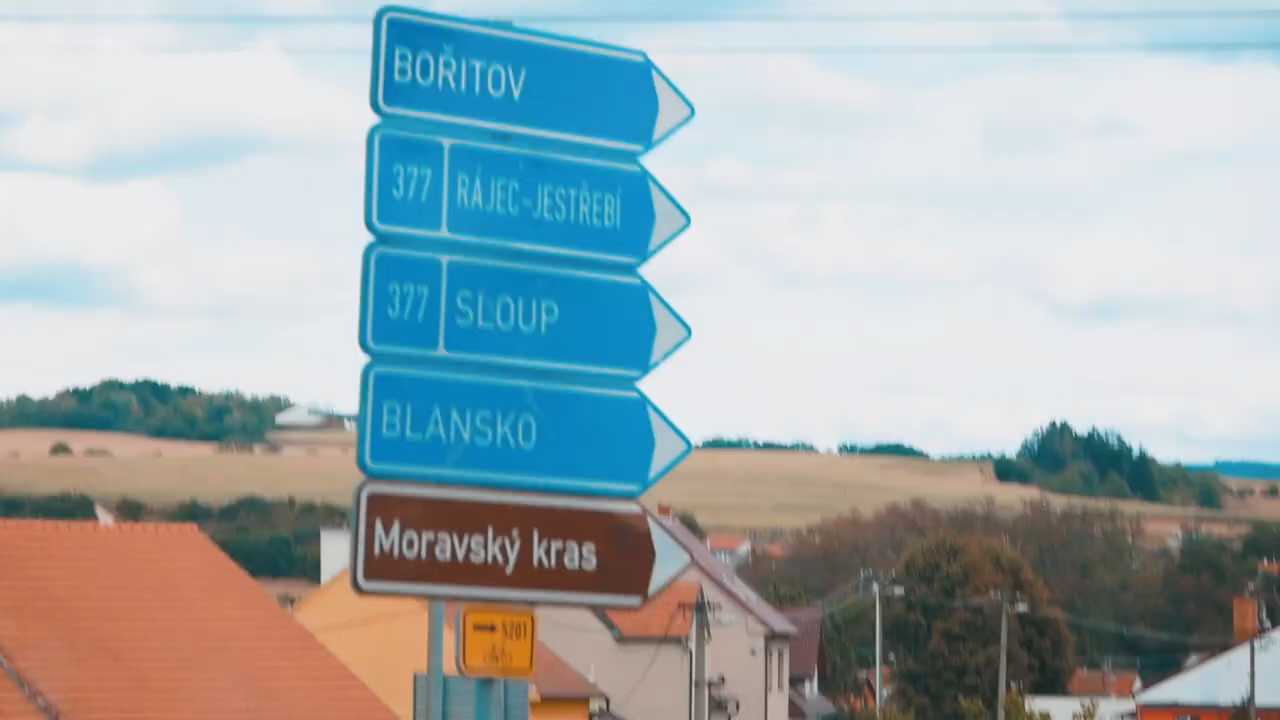 BOŘITOV
377 RÁJEC-JESTŘEBÍ
377 SLOUP
BLANSKO
Moravský kras
5201